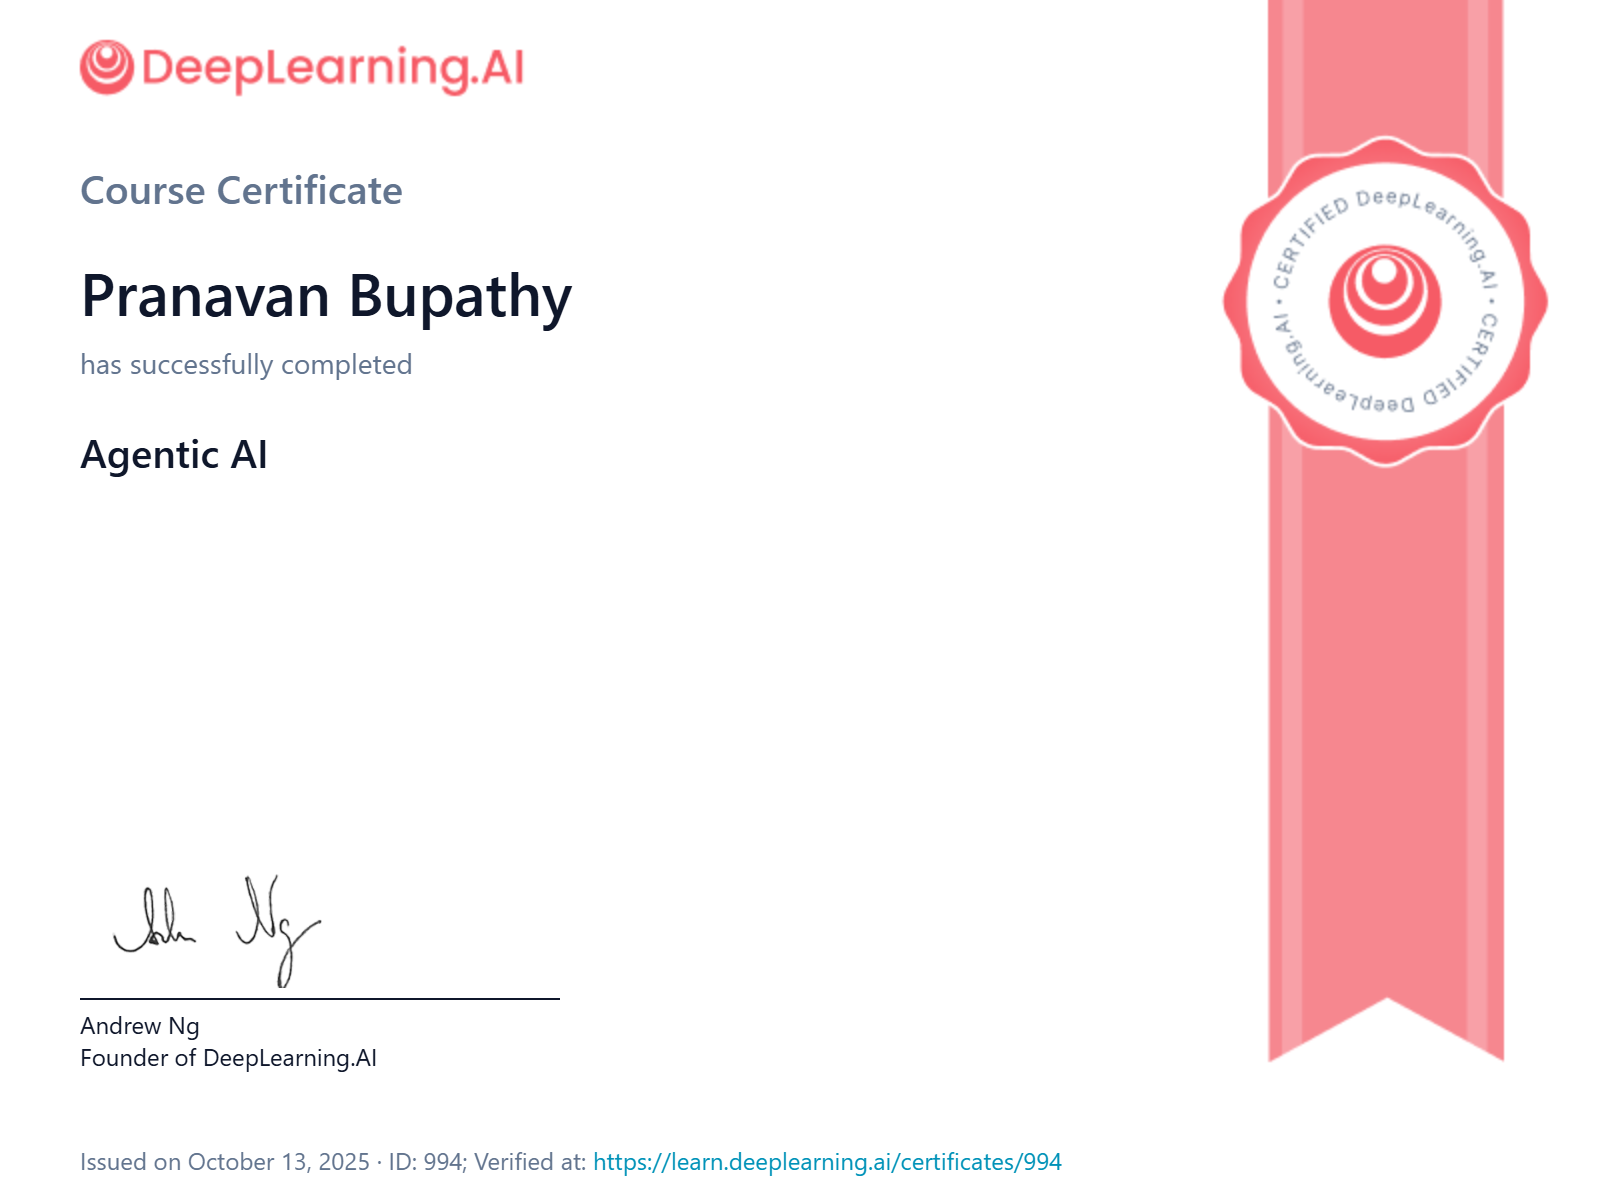 DeepLearning.AI
Course Certificate
Pranavan Bupathy
has successfully completed
Agentic AI
CERTIFIED DeepLearning.AI • CERTIFIED DeepLearning.AI •
Andrew Ng
Andrew Ng
Founder of DeepLearning.AI
Issued on October 13, 2025 · ID: 994; Verified at: https://learn.deeplearning.ai/certificates/994